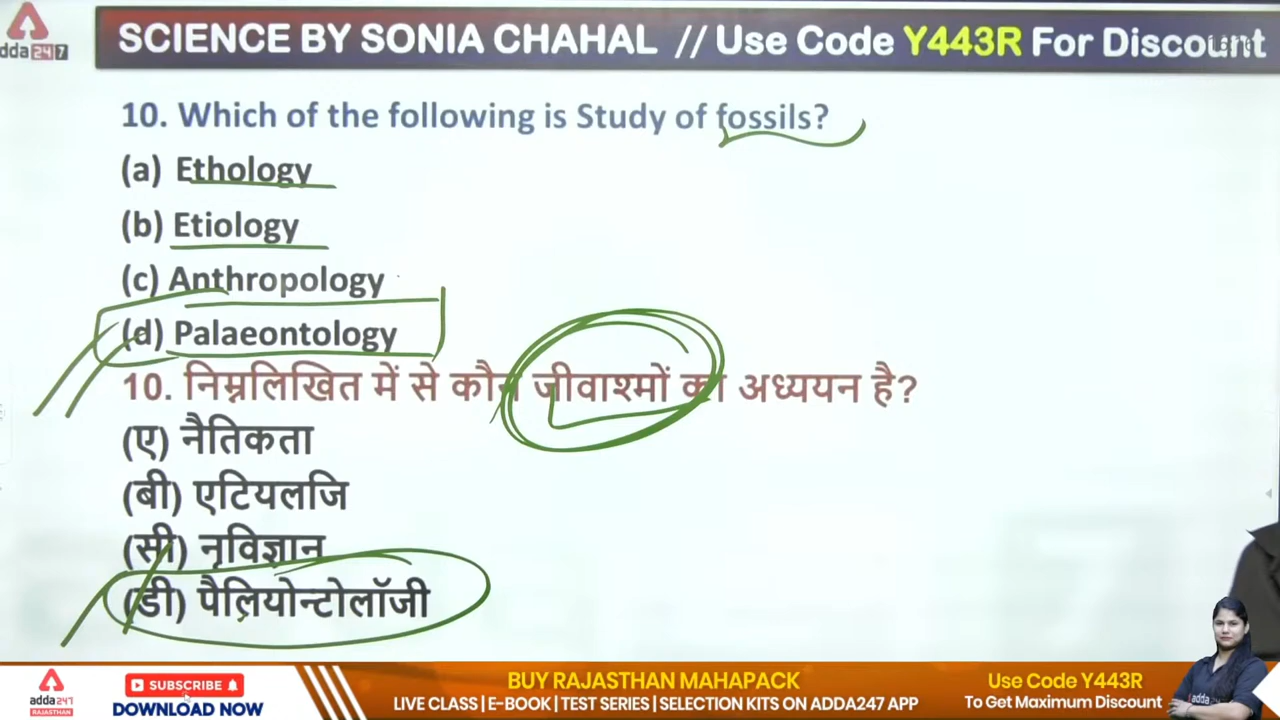 adda247
SCIENCE BY SONIA CHAHAL // Use Code Y443R For Discount
10. Which of the following is Study of fossils?
(a) Ethology
(b) Etiology
(c) Anthropology
(d) Palaeontology
10. निम्नलिखित में से कौन जीवाश्मों का अध्ययन है?
(ए) नैतिकता
(बी) एटियलजि
(सी) नृविज्ञान
(डी) पैलियोन्टोलॉजी
adda247
RAJASTHAN
SUBSCRIBE
DOWNLOAD NOW
BUY RAJASTHAN MAHAPACK
LIVE CLASS | E-BOOK | TEST SERIES | SELECTION KITS ON ADDA247 APP
Use Code Y443R
To Get Maximum Discount